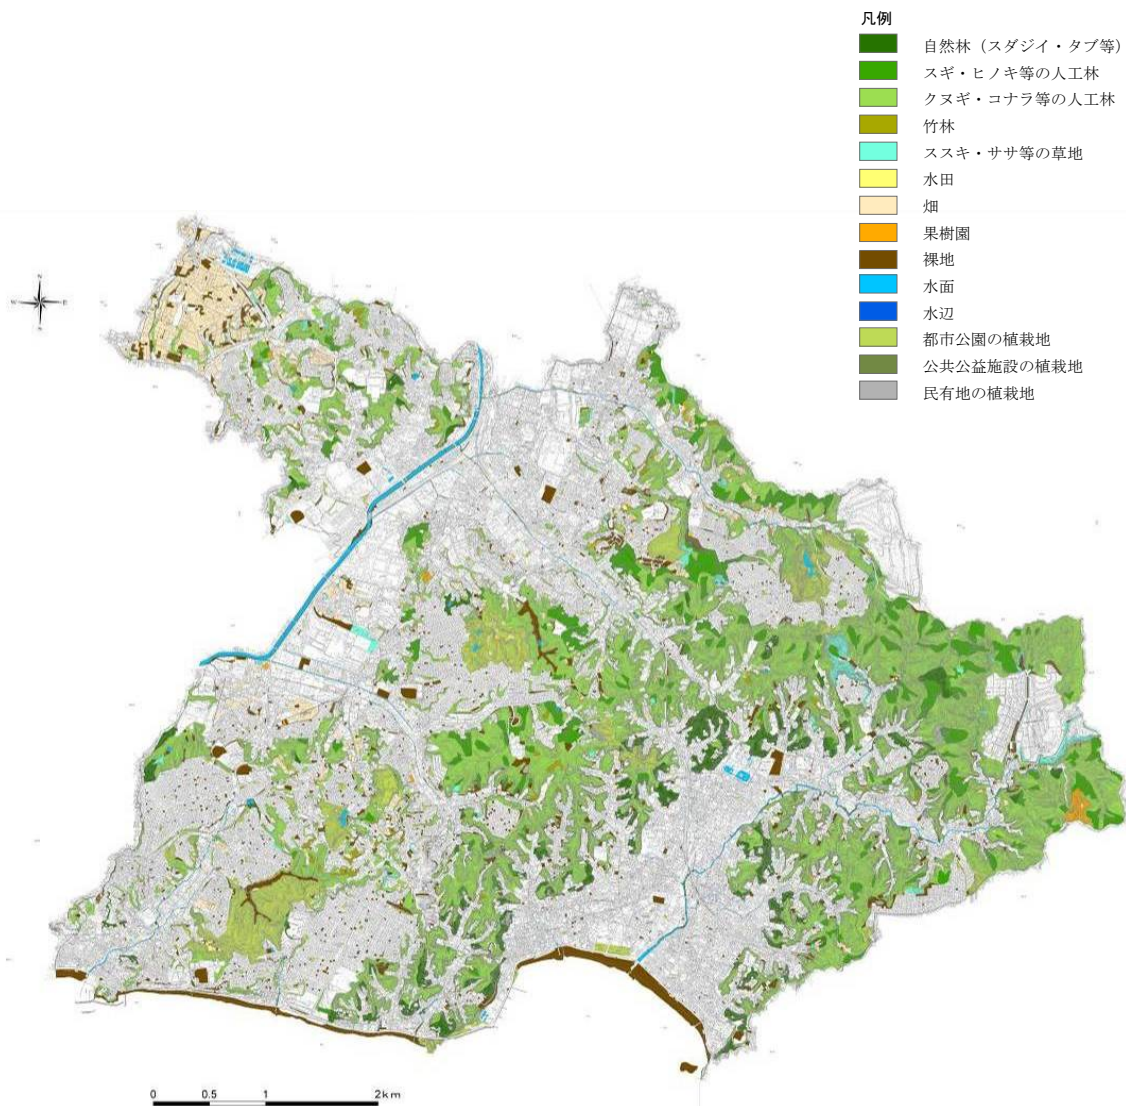 凡例
自然林（スダジイ・タブ等）
スギ・ヒノキ等の人工林
クヌギ・コナラ等の人工林
竹林
ススキ・ササ等の草地
水田
畑
果樹園
裸地
水面
水辺
都市公園の植栽地
公共公益施設の植栽地
民有地の植栽地
0 0.5 1 2km